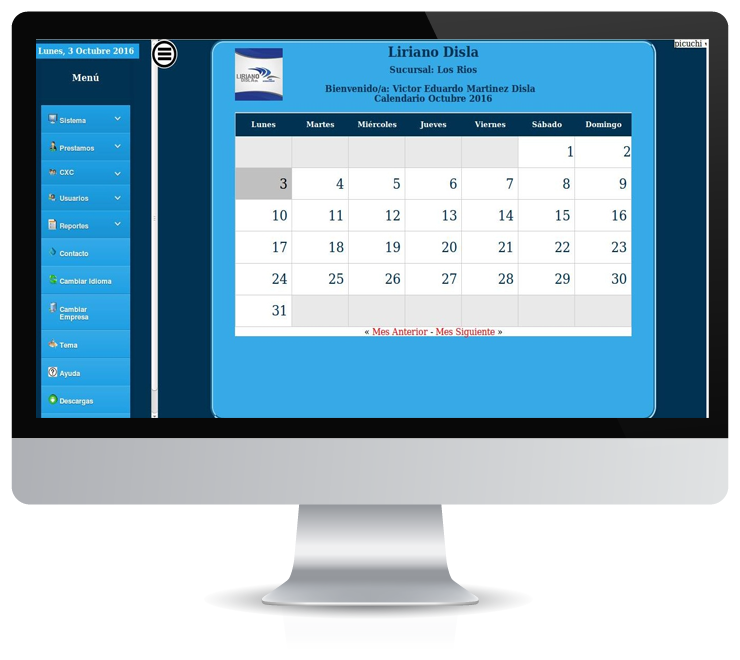 Lunes, 3 Octubre 2016
Menú
Sistema
Prestamos
CXC
Usuarios
Reportes
Contacto
Cambiar Idioma
Cambiar
Empresa
Tema
Ayuda
Descargas
picuchi
LIRIANO
DISLA
Liriano Disla
Sucursal: Los Rios
Bienvenido/a: Victor Eduardo Martinez Disla
Calendario Octubre 2016
Lunes Martes Miércoles Jueves Viernes Sábado Domingo
1 2
3 4 5 6 7 8 9
10 11 12 13 14 15 16
17 18 19 20 21 22 23
24 25 26 27 28 29 30
31
« Mes Anterior - Mes Siguiente »